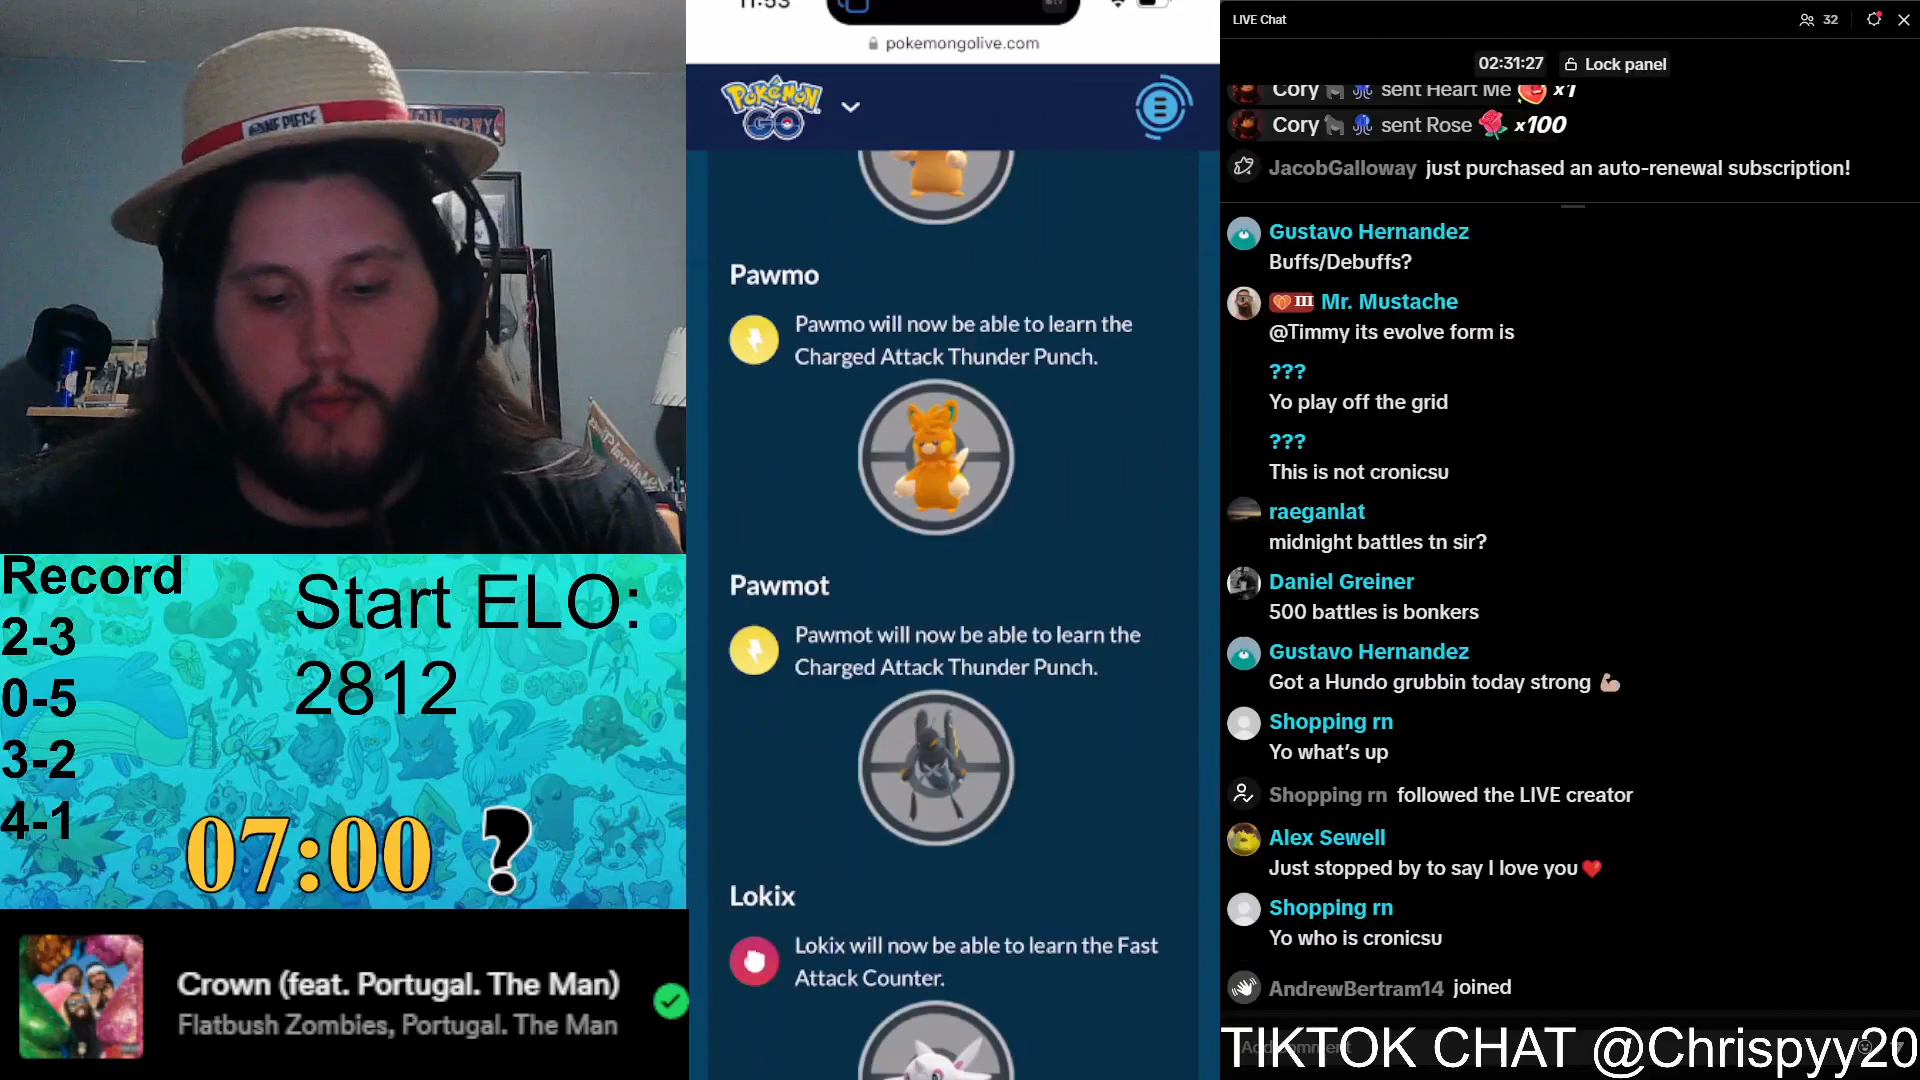 ONE PIECE
Record
2-3
0-5
3-2
4-1
Start ELO:
2812
07:00 ?
Crown (feat. Portugal. The Man)
Flatbush Zombies, Portugal. The Man
11:53
pokemongolive.com
POKÉMON
GO
Pawmo
Pawmo will now be able to learn the
Charged Attack Thunder Punch.
Pawmot
Pawmot will now be able to learn the
Charged Attack Thunder Punch.
Lokix
Lokix will now be able to learn the Fast
Attack Counter.
LIVE Chat
32
02:31:27 Lock panel
Cory sent Heart Me x1
Cory sent Rose x100
JacobGalloway just purchased an auto-renewal subscription!
Gustavo Hernandez
Buffs/Debuffs?
III Mr. Mustache
@Timmy its evolve form is
???
Yo play off the grid
???
This is not cronicsu
raeganlat
midnight battles tn sir?
Daniel Greiner
500 battles is bonkers
Gustavo Hernandez
Got a Hundo grubbin today strong 💪
Shopping rn
Yo what's up
Shopping rn followed the LIVE creator
Alex Sewell
Just stopped by to say I love you❤️
Shopping rn
Yo who is cronicsu
AndrewBertram14 joined
TIKTOK CHAT @Chrispyy20